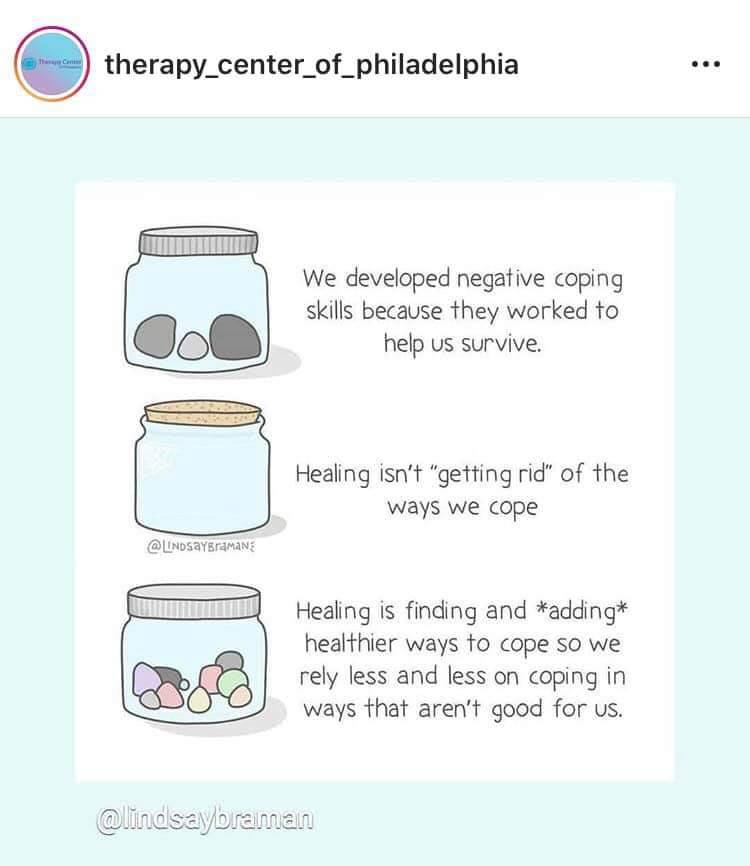 Therapy Center
therapy_center_of_philadelphia
We developed negative coping
skills because they worked to
help us survive.
Healing isn't "getting rid" of the
ways we cope
@LINDSAYBRAMAN
Healing is finding and *adding*
healthier ways to cope so we
rely less and less on coping in
ways that aren't good for us.
@lindsaybraman